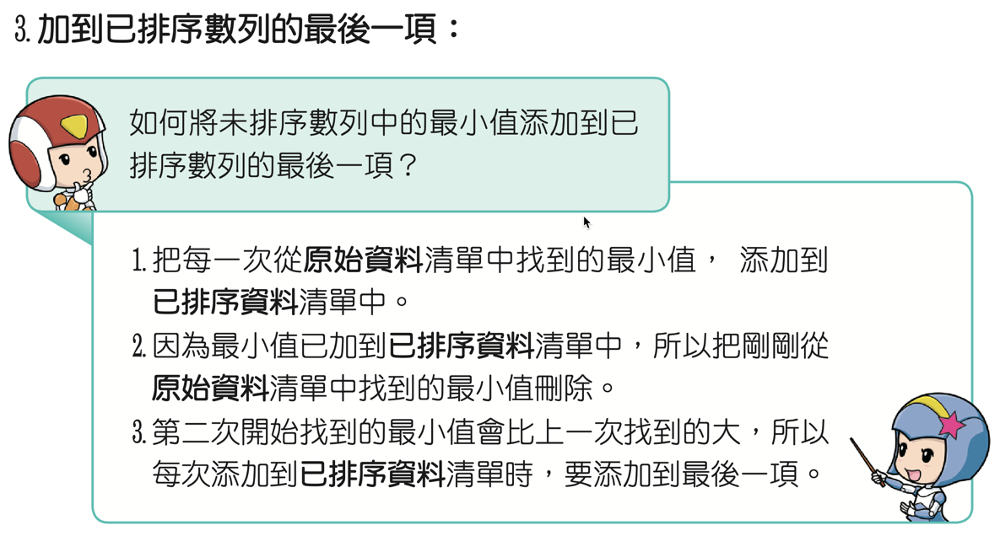 3. 加到已排序數列的最後一項：
如何將未排序數列中的最小值添加到已
排序數列的最後一項？
1. 把每一次從原始資料清單中找到的最小值， 添加到
已排序資料清單中。
2. 因為最小值已加到已排序資料清單中，所以把剛剛從
原始資料清單中找到的最小值刪除。
3. 第二次開始找到的最小值會比上一次找到的大，所以
每次添加到已排序資料清單時，要添加到最後一項。